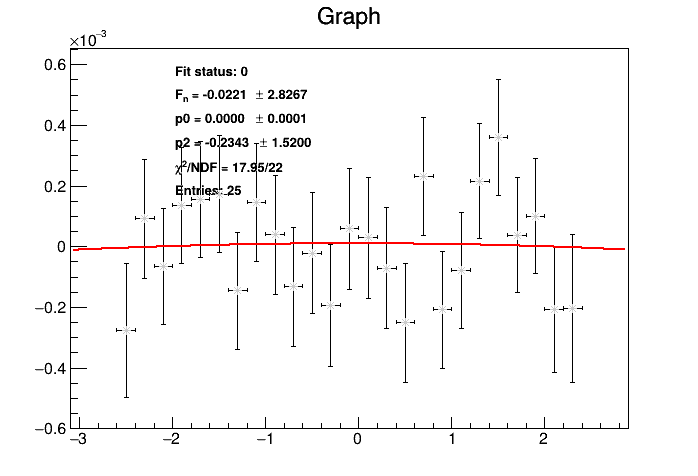 Graph
×10⁻³
Fit status: 0
Fn = -0.0221 ± 2.8267
p0 = 0.0000 ± 0.0001
p2 = -0.2343 ± 1.5200
χ²/NDF = 17.95/22
Entries: 25
0.6
0.4
0.2
0
−0.2
−0.4
−0.6
−3 −2 −1 0 1 2